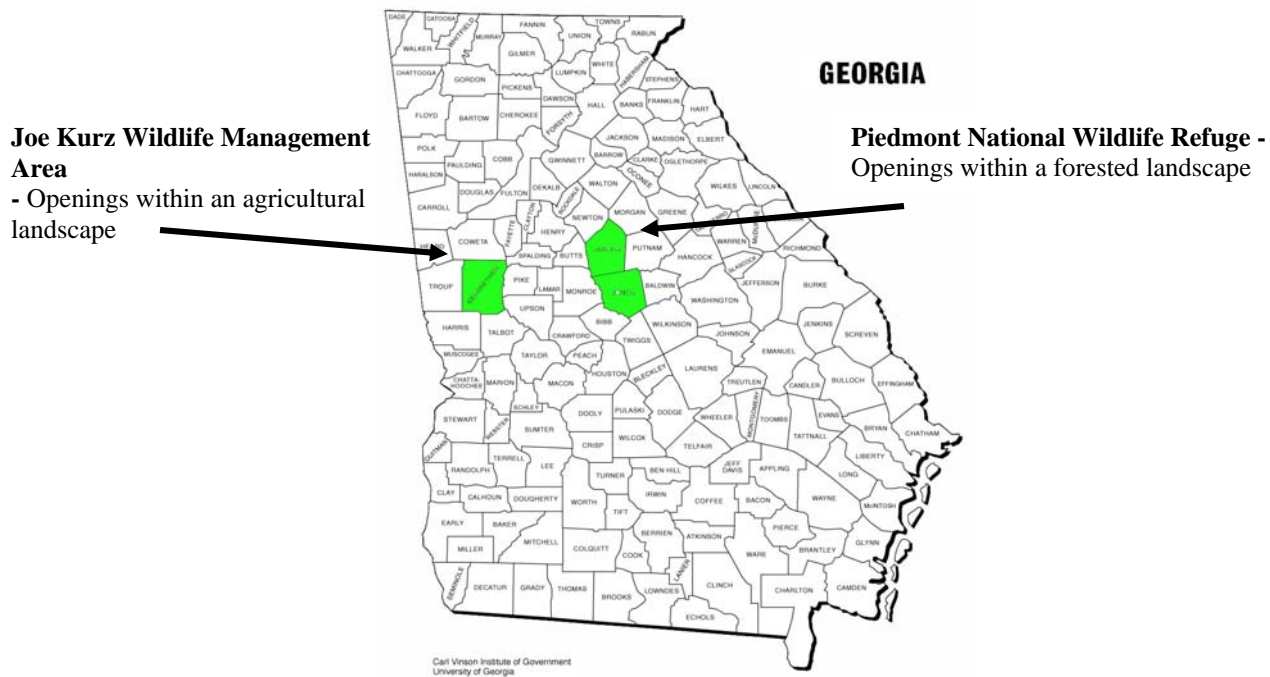 GEORGIA
Joe Kurz Wildlife Management
Area
- Openings within an agricultural
landscape
Piedmont National Wildlife Refuge -
Openings within a forested landscape
DADE
CATOOSA
WHITFIELD
MURRAY
FANNIN
UNION
TOWNS
RABUN
WALKER
GILMER
WHITE
HABERSHAM
LUMPKIN
STEPHENS
CHATTOOGA
GORDON
PICKENS
DAWSON
HALL
BANKS
FRANKLIN
HART
FLOYD
BARTOW
CHEROKEE
FORSYTH
JACKSON
MADISON
ELBERT
POLK
PAULDING
COBB
GWINNETT
BARROW
CLARKE
OGLETHORPE
OCONEE
HARALSON
DOUGLAS
FULTON
DEKALB
ROCKDALE
WALTON
WILKES
LINCOLN
CARROLL
CLAYTON
NEWTON
MORGAN
GREENE
WARREN
McDUFFIE
COWETA
FAYETTE
HENRY
RICHMOND
HEARD
SPALDING
BUTTS
PUTNAM
HANCOCK
GLASCOCK
TROUP
MERIWETHER
PIKE
LAMAR
MONROE
JONES
BALDWIN
JEFFERSON
BURKE
UPSON
WASHINGTON
HARRIS
TALBOT
CRAWFORD
BIBB
TWIGGS
WILKINSON
JOHNSON
JENKINS
SCREVEN
MUSCOGEE
TAYLOR
PEACH
EMANUEL
CHATTA-
HOOCHEE
MARION
MACON
HOUSTON
BLECKLEY
LAURENS
TREUTLEN
CANDLER
BULLOCH
EFFINGHAM
SCHLEY
STEWART
WEBSTER
SUMTER
DOOLY
PULASKI
DODGE
WHEELER
MONTGOMERY
TOOMBS
EVANS
TATTNALL
BRYAN
CHATHAM
QUITMAN
CRISP
WILCOX
TELFAIR
LIBERTY
RANDOLPH
TERRELL
LEE
TURNER
BEN HILL
JEFF
DAVIS
APPLING
LONG
CLAY
CALHOUN
DOUGHERTY
WORTH
IRWIN
COFFEE
BACON
WAYNE
McINTOSH
TIFT
EARLY
BAKER
MITCHELL
COLQUITT
COOK
BERRIEN
ATKINSON
PIERCE
BRANTLEY
GLYNN
MILLER
LANIER
WARE
SEMINOLE
DECATUR
GRADY
THOMAS
BROOKS
LOWNDES
CLINCH
CHARLTON
CAMDEN
ECHOLS
Carl Vinson Institute of Government
University of Georgia